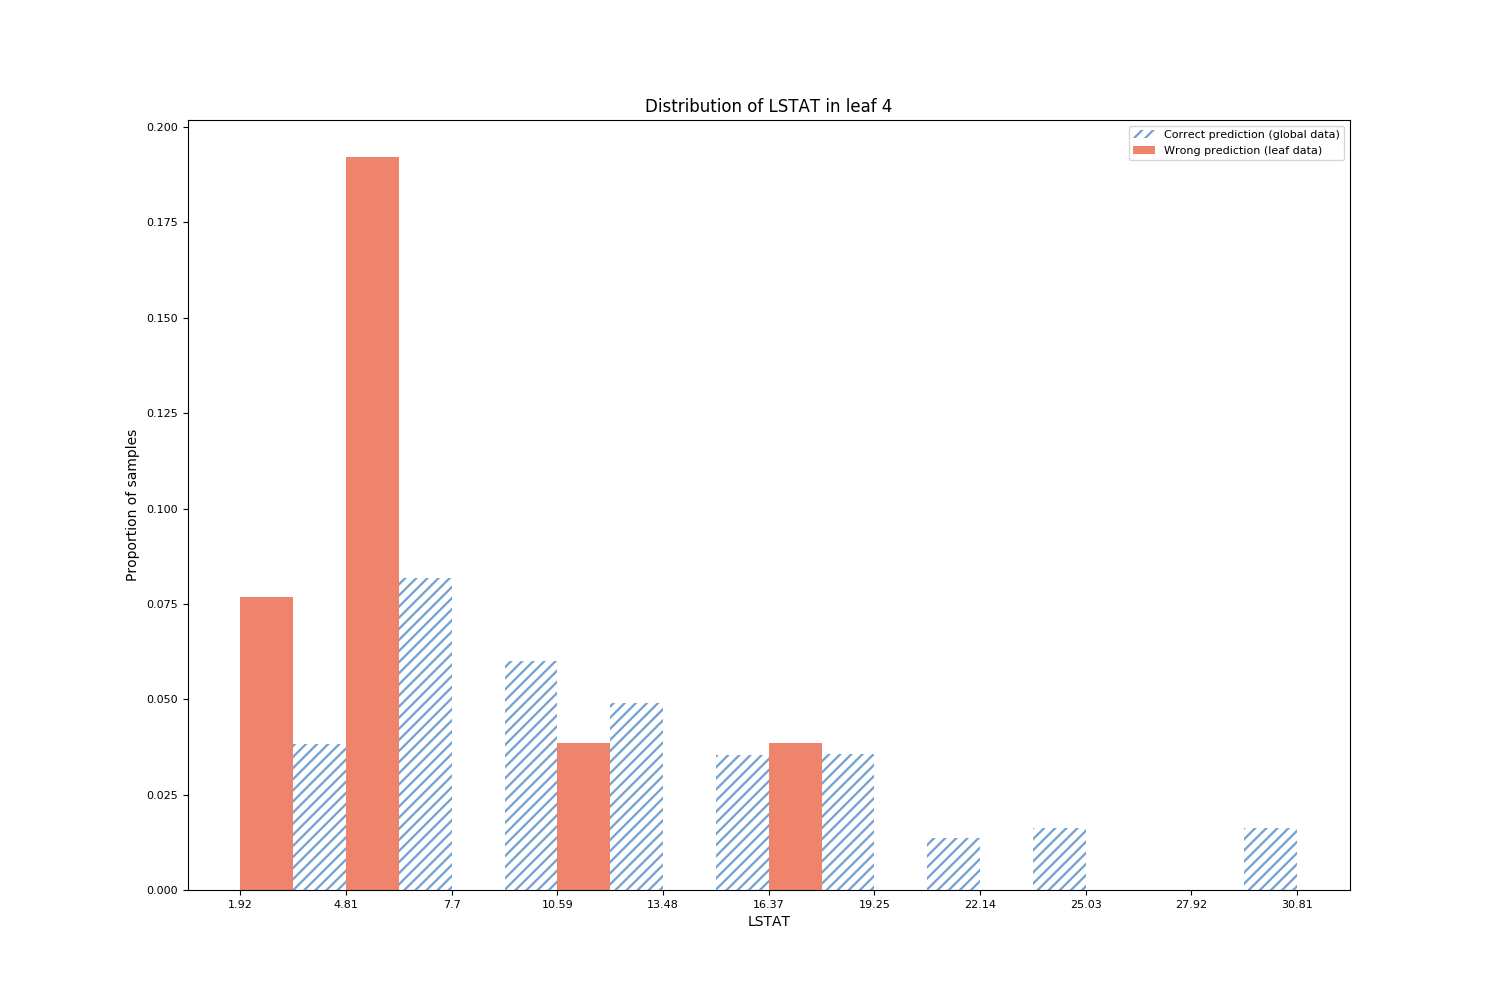 Distribution of LSTAT in leaf 4
Correct prediction (global data)
Wrong prediction (leaf data)
Proportion of samples
0.200
0.175
0.150
0.125
0.100
0.075
0.050
0.025
0.000
1.92 4.81 7.7 10.59 13.48 16.37 19.25 22.14 25.03 27.92 30.81
LSTAT